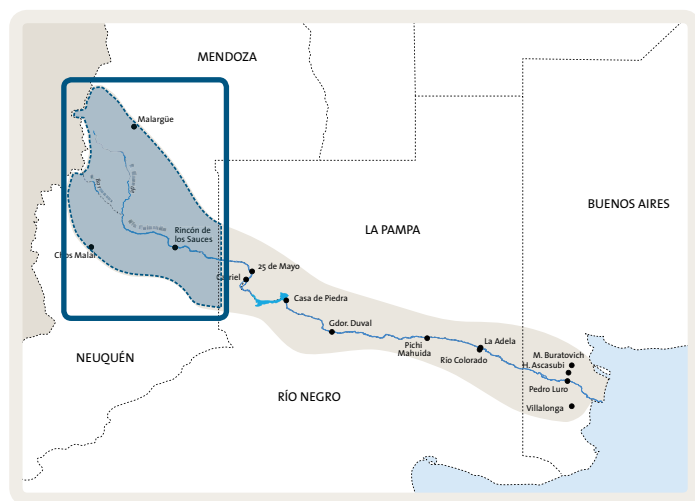 MENDOZA
Malargüe
BUENOS AIRES
LA PAMPA
Rincón de
los Sauces
Chos Malal
25 de Mayo
Catriel
Casa de Piedra
Gdor. Duval
Pichi
Mahuida
La Adela
Río Colorado
M. Buratovich
H. Ascasubi
Pedro Luro
Villalonga
NEUQUÉN
RÍO NEGRO